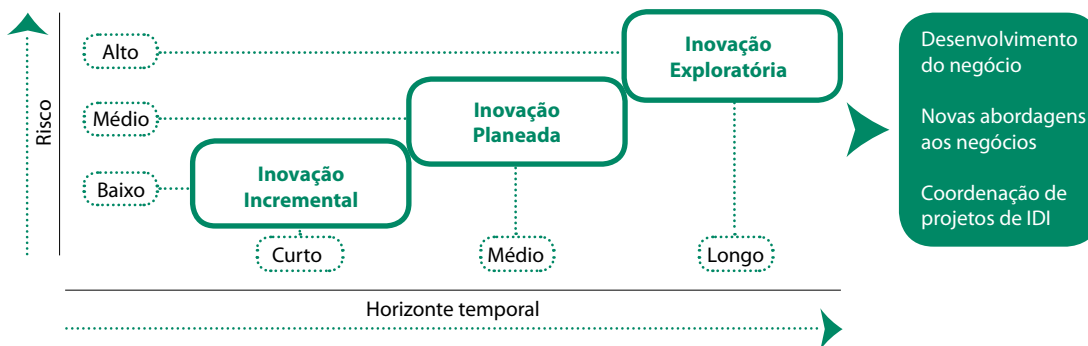 Risco
Alto
Médio
Baixo
Inovação
Exploratória
Inovação
Planeada
Inovação
Incremental
Curto
Médio
Longo
Horizonte temporal
Desenvolvimento
do negócio
Novas abordagens
aos negócios
Coordenação de
projetos de IDI